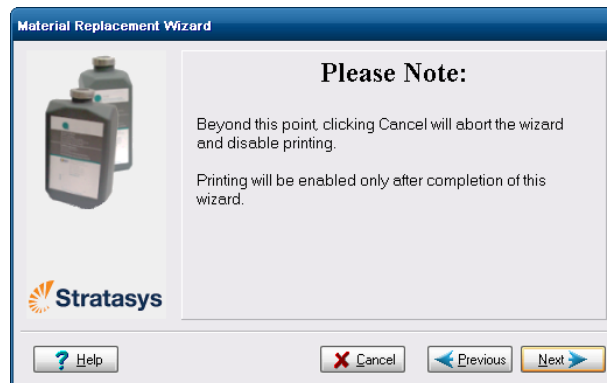 Material Replacement Wizard
Please Note:
Beyond this point, clicking Cancel will abort the wizard
and disable printing.
Printing will be enabled only after completion of this
wizard.
Stratasys
Help
Cancel
Previous
Next